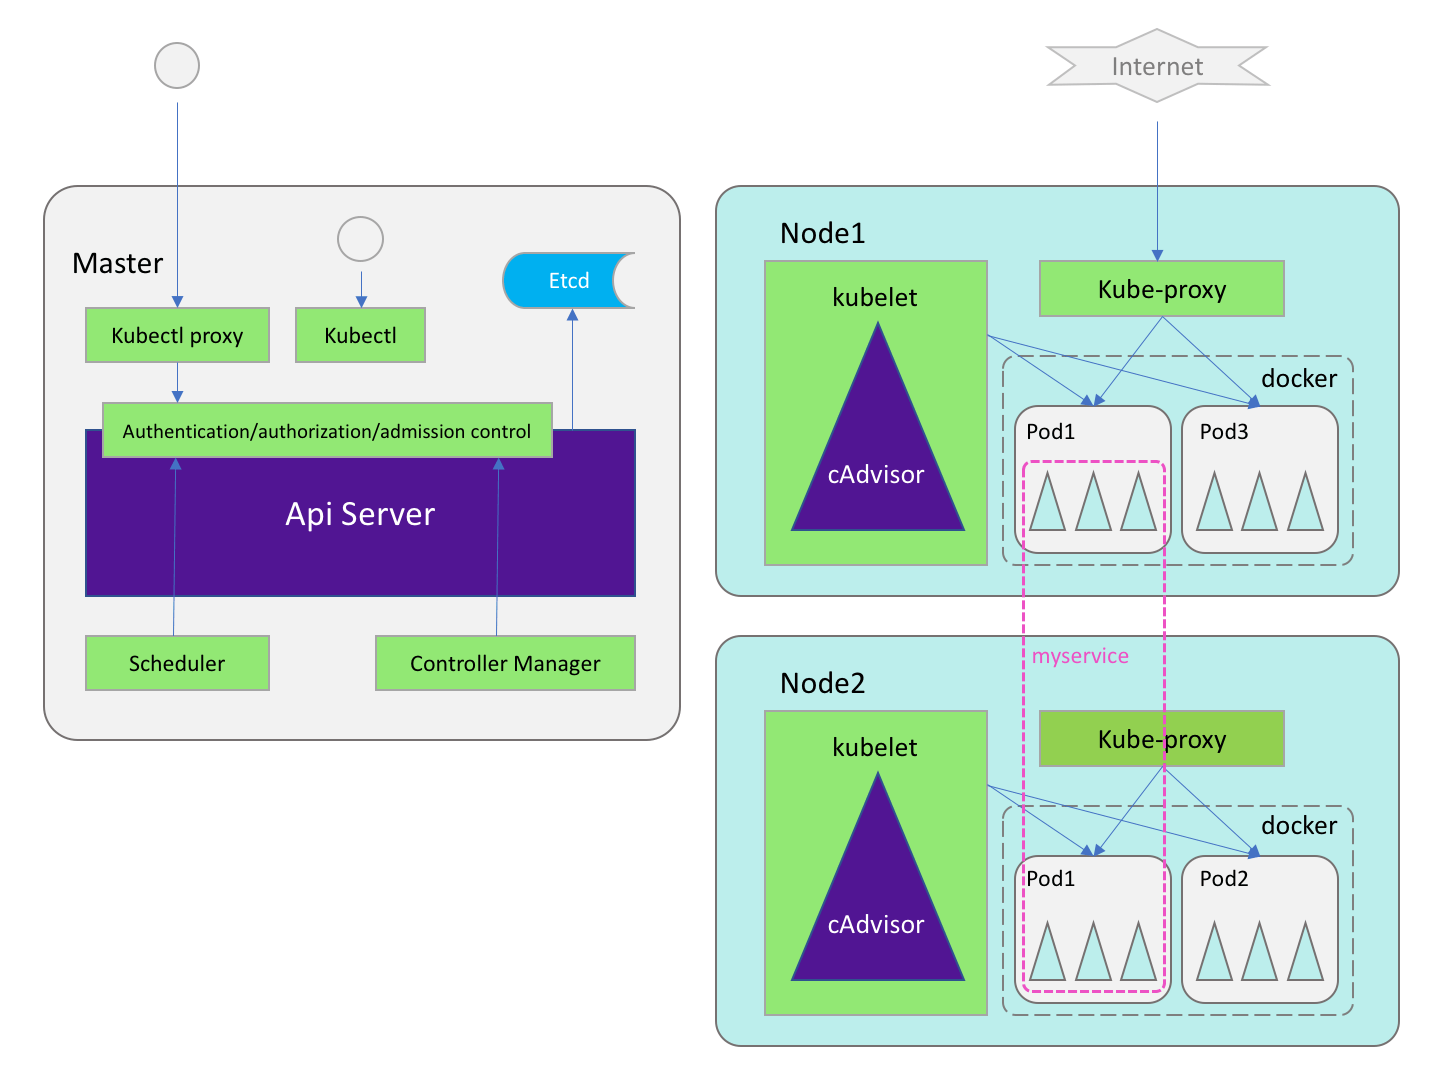 Internet
Master
Etcd
Kubectl proxy
Kubectl
Authentication/authorization/admission control
Api Server
Scheduler
Controller Manager
Node1
kubelet
cAdvisor
Kube-proxy
docker
Pod1
Pod3
myservice
Node2
kubelet
cAdvisor
Kube-proxy
docker
Pod1
Pod2